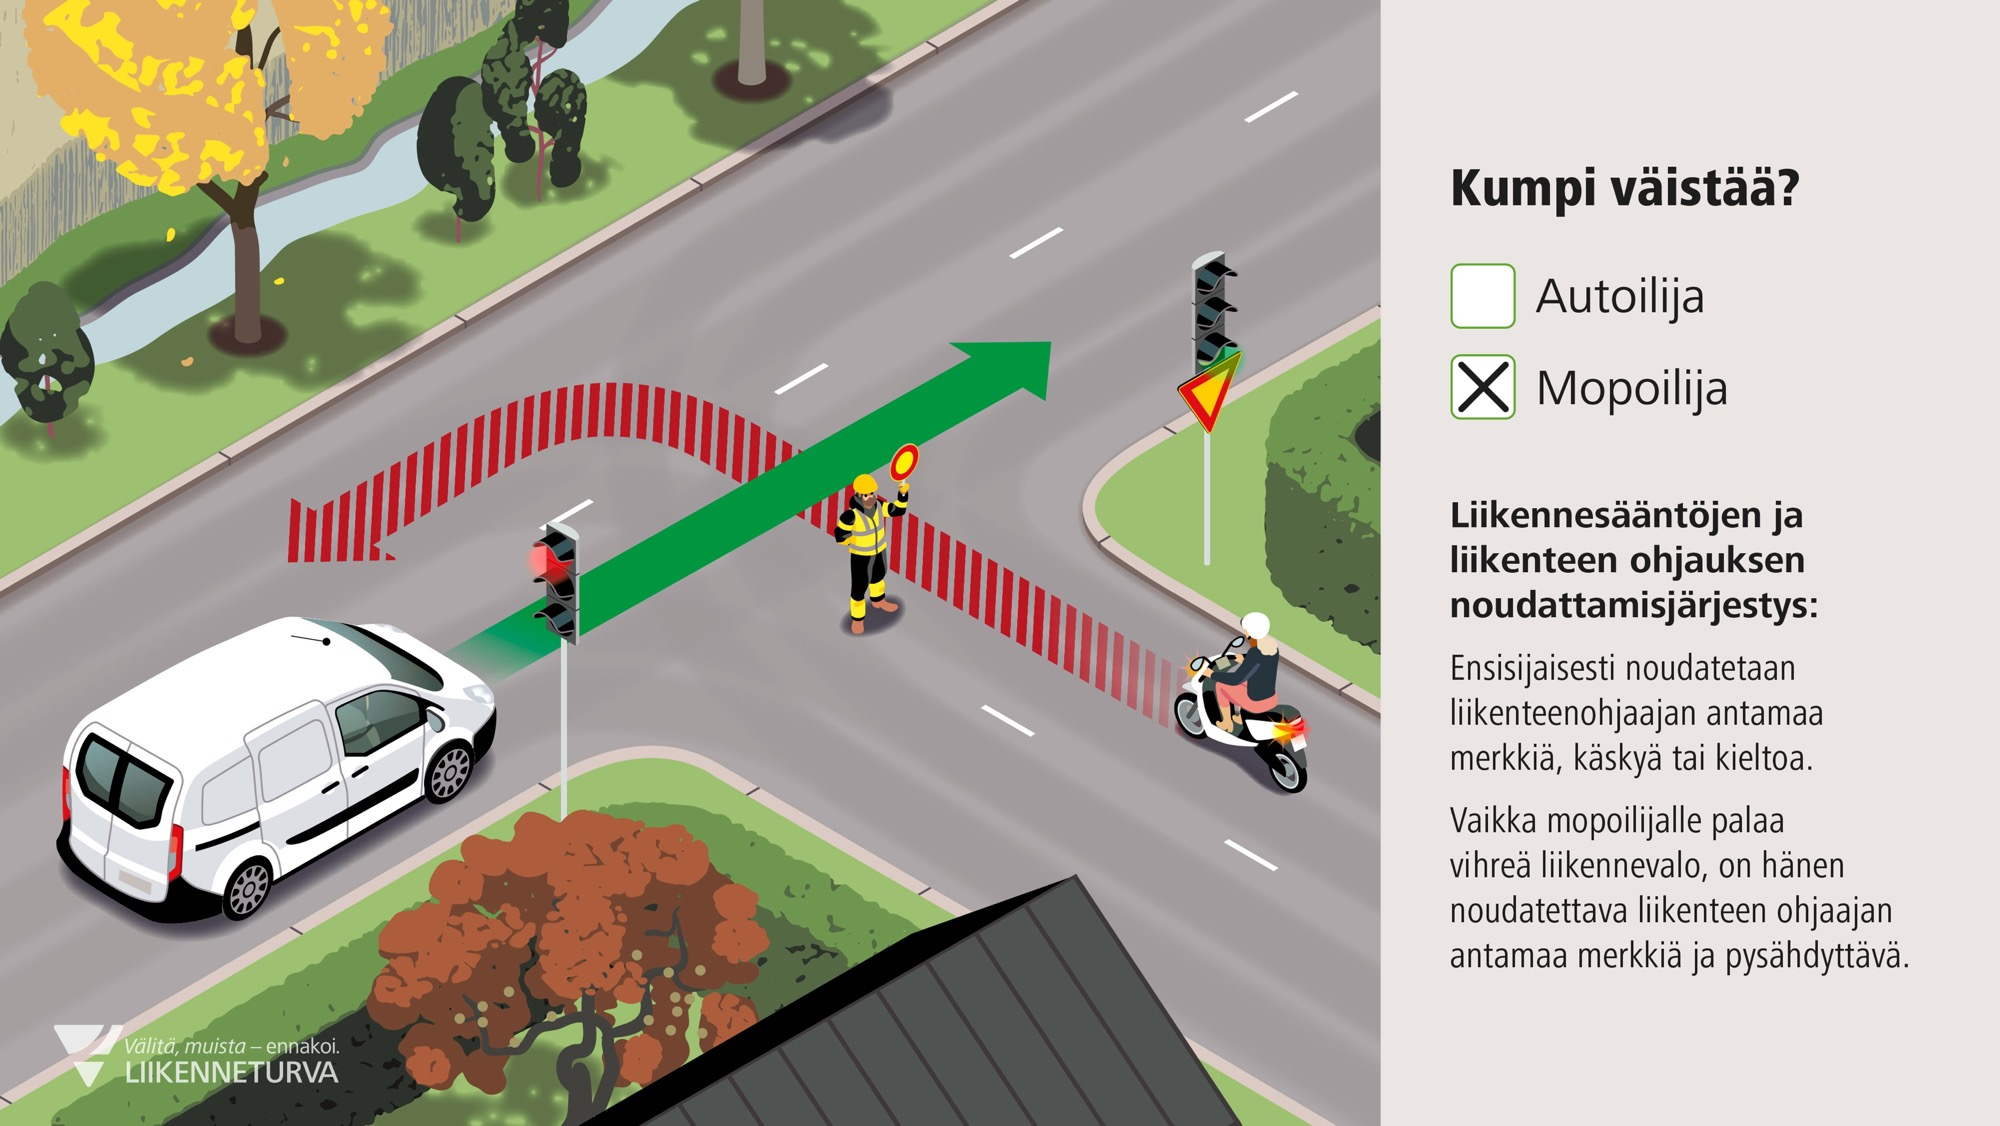 Kumpi väistää?
Autoilija
Mopoilija
Liikennesääntöjen ja
liikenteen ohjauksen
noudattamisjärjestys:
Ensisijaisesti noudatetaan
liikenteenohjaajan antamaa
merkkiä, käskyä tai kieltoa.
Vaikka mopoilijalle palaa
vihreä liikennevalo, on hänen
noudatettava liikenteen ohjaajan
antamaa merkkiä ja pysähdyttävä.
Välitä, muista – ennakoi.
LIIKENNETURVA